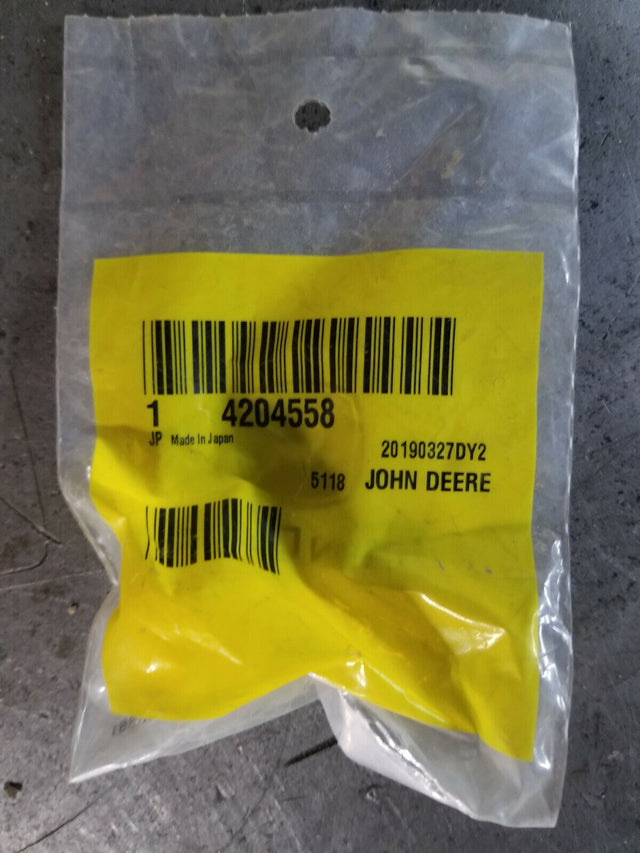 1 4204558
JP Made In Japan
20190327DY2
5118 JOHN DEERE